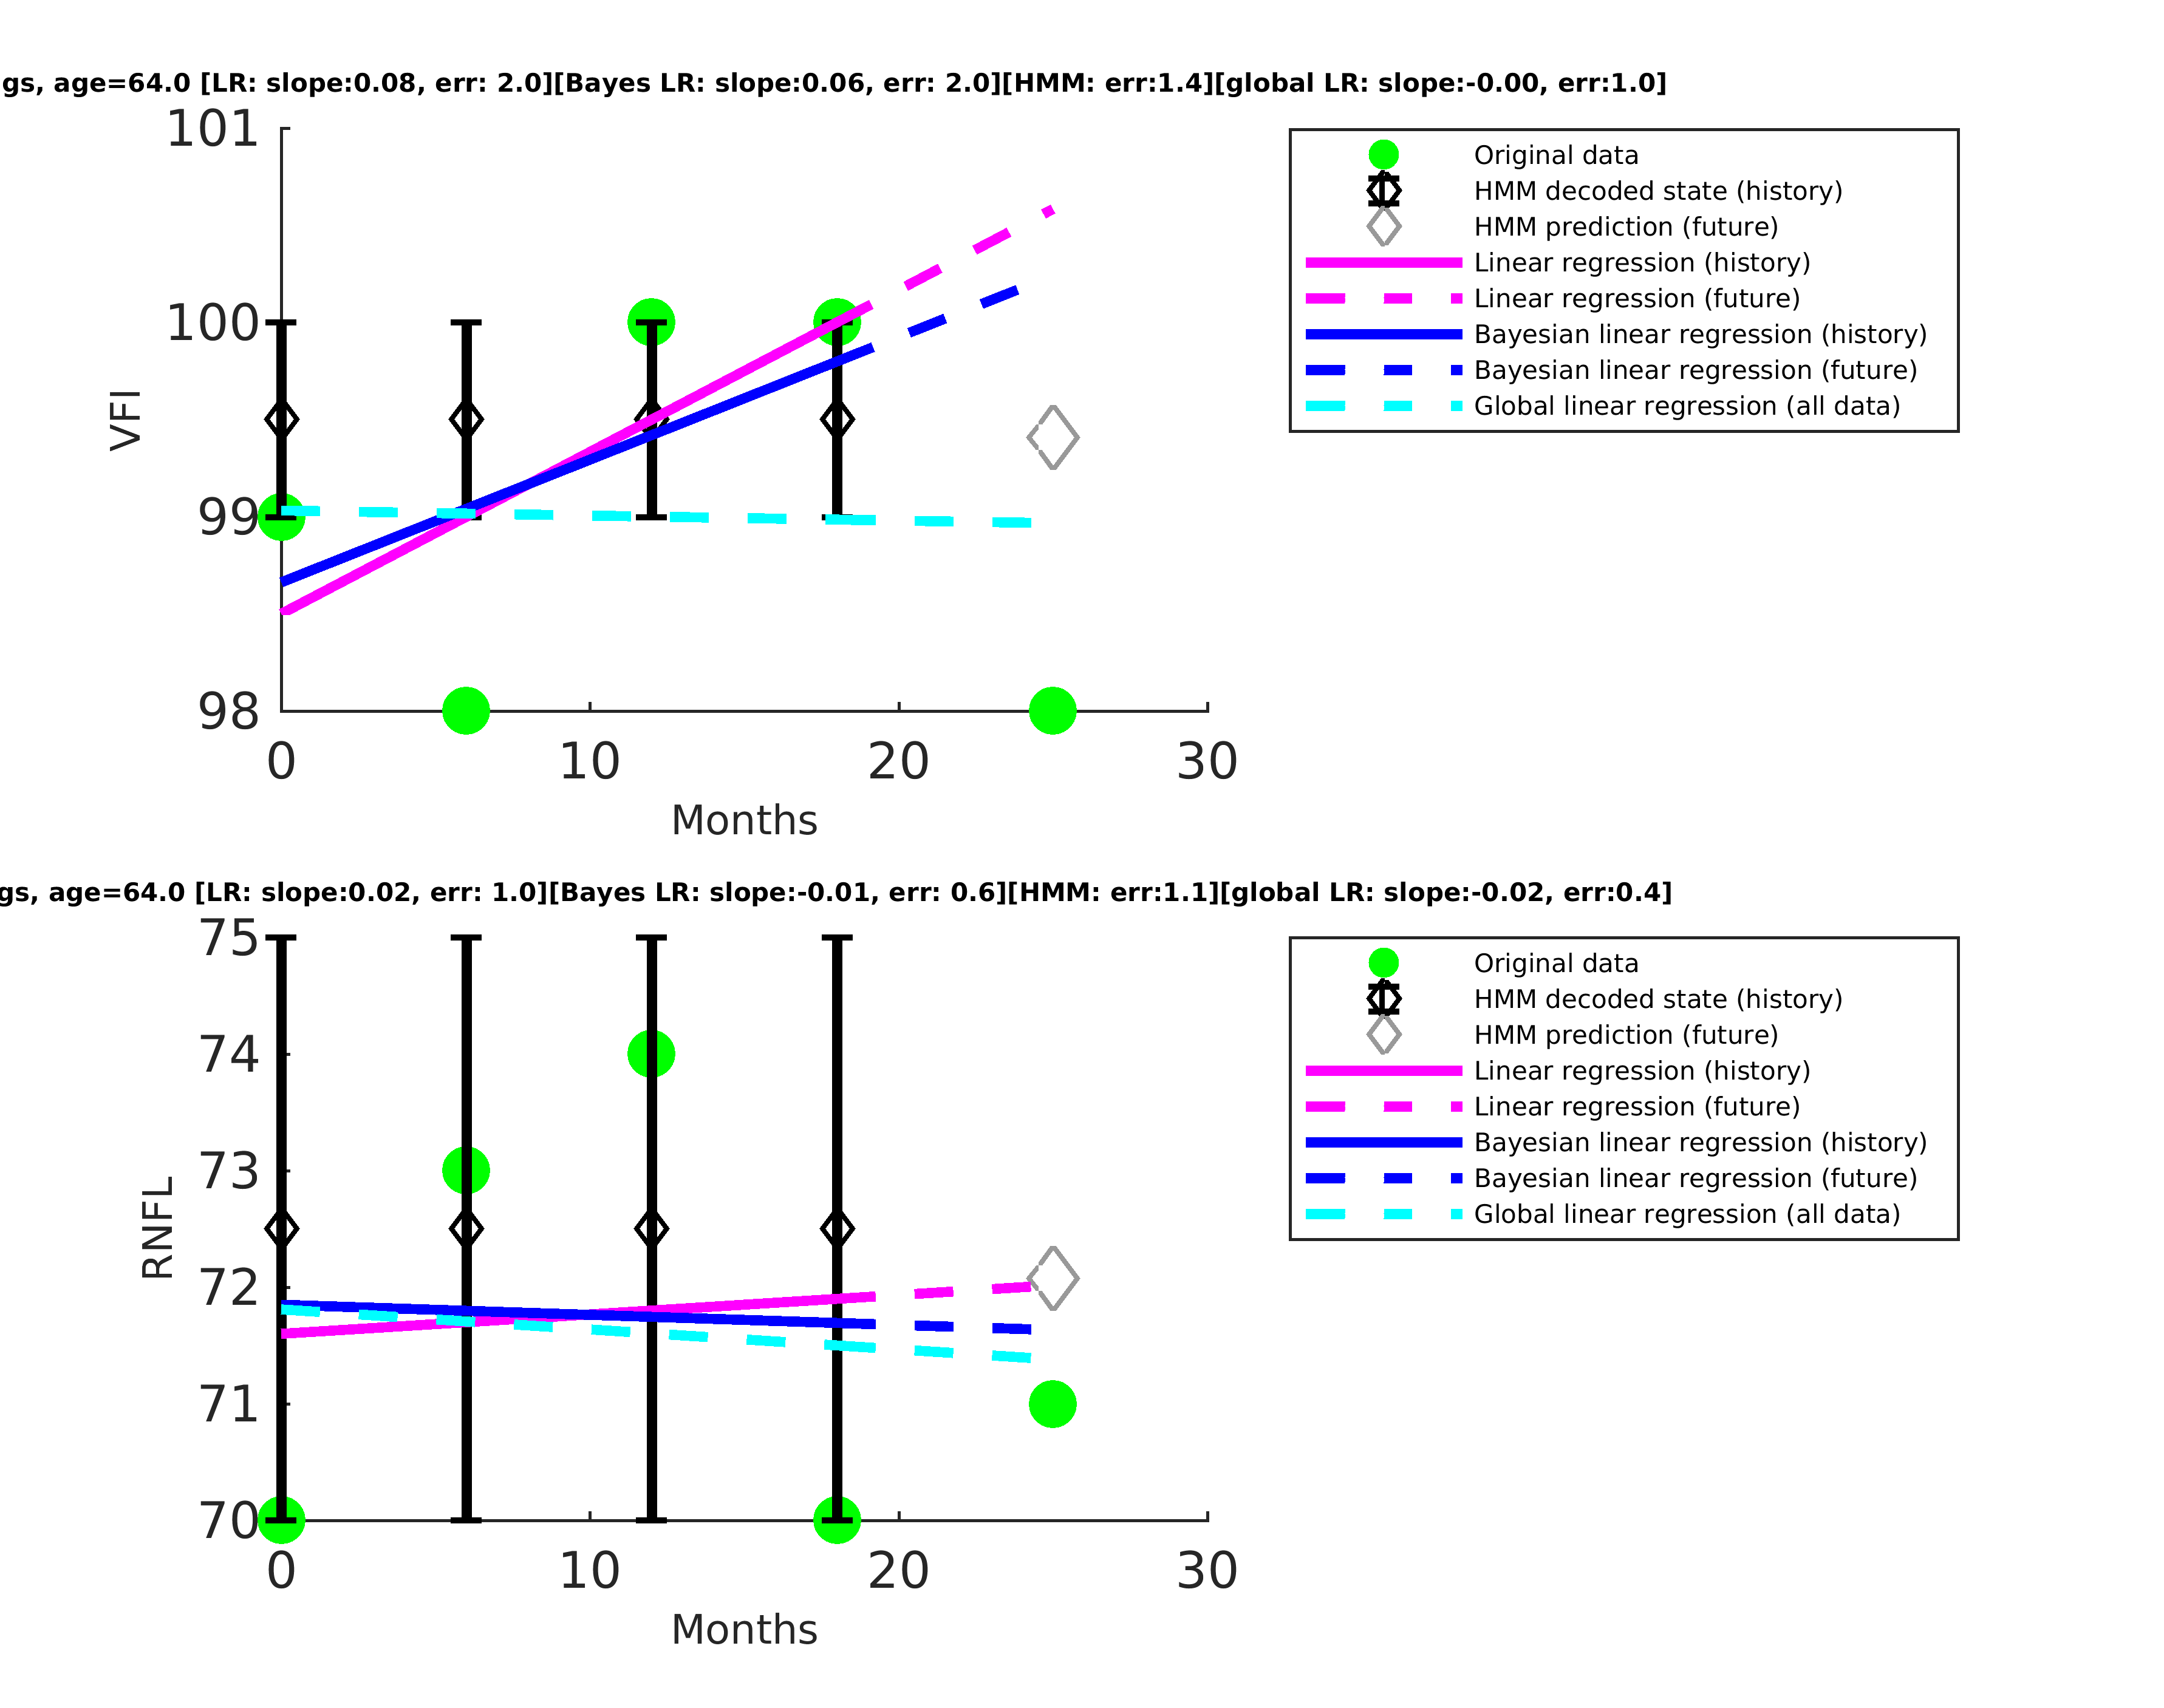 gs, age=64.0 [LR: slope:0.08, err: 2.0][Bayes LR: slope:0.06, err: 2.0][HMM: err:1.4][global LR: slope:-0.00, err:1.0]
101
100
99
98
VFI
0 10 20 30
Months
Original data
HMM decoded state (history)
HMM prediction (future)
Linear regression (history)
Linear regression (future)
Bayesian linear regression (history)
Bayesian linear regression (future)
Global linear regression (all data)
gs, age=64.0 [LR: slope:0.02, err: 1.0][Bayes LR: slope:-0.01, err: 0.6][HMM: err:1.1][global LR: slope:-0.02, err:0.4]
75
74
73
72
71
70
RNFL
0 10 20 30
Months
Original data
HMM decoded state (history)
HMM prediction (future)
Linear regression (history)
Linear regression (future)
Bayesian linear regression (history)
Bayesian linear regression (future)
Global linear regression (all data)